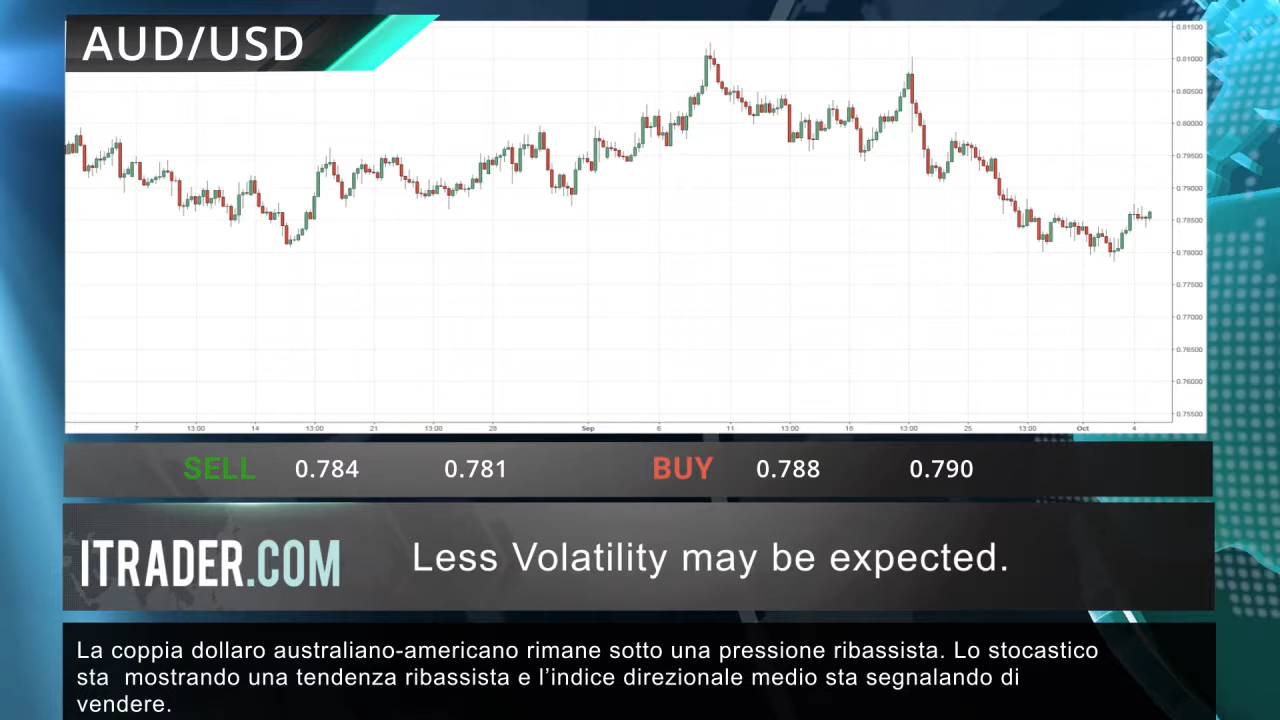 AUD/USD
0.81500
0.81000
0.80500
0.80000
0.79500
0.79000
0.78500
0.78000
0.77500
0.77000
0.76500
0.76000
0.75500
7 13:00 14 13:00 21 13:00 28 Sep 6 11 13:00 18 13:00 25 13:00 Oct 4
SELL 0.784 0.781 BUY 0.788 0.790
ITRADER.COM Less Volatility may be expected.
La coppia dollaro australiano-americano rimane sotto una pressione ribassista. Lo stocastico
sta mostrando una tendenza ribassista e l’indice direzionale medio sta segnalando di
vendere.